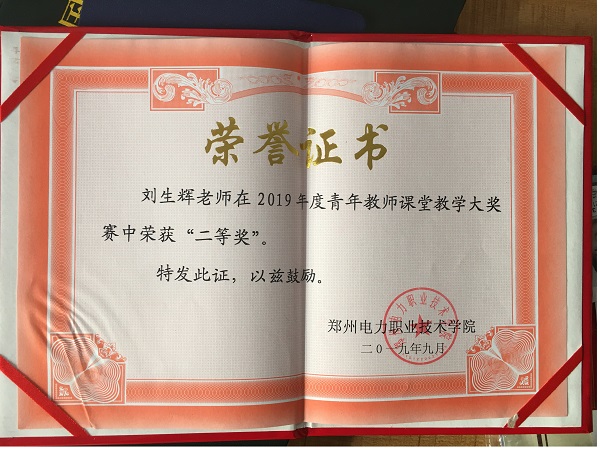 荣誉证书
刘生辉老师在2019年度青年教师课堂教学大奖
赛中荣获“二等奖”。
特发此证，以兹鼓励。
郑州电力职业技术学院
二〇一九年九月